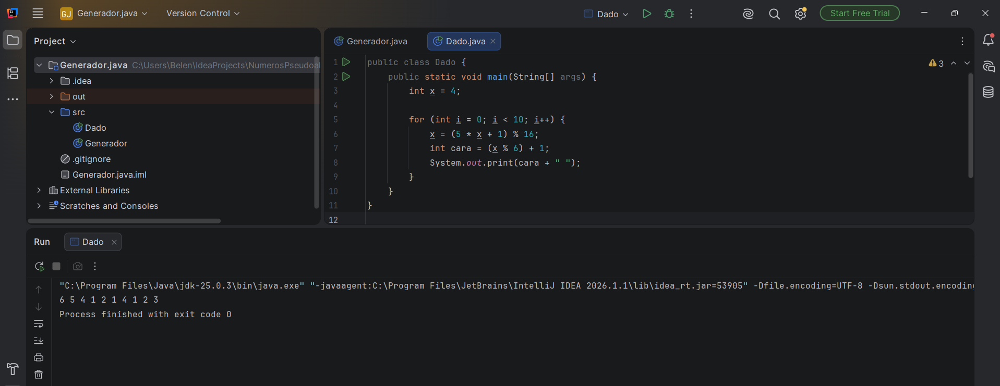 GJ Generador.java Version Control Dado Start Free Trial
Project
Generador.java C:\Users\Belen\IdeaProjects\NumerosPseudoal
.idea
out
src
Dado
Generador
.gitignore
Generador.java.iml
External Libraries
Scratches and Consoles
Generador.java Dado.java
3
1 public class Dado {
2 public static void main(String[] args) {
3 int x = 4;
4
5 for (int i = 0; i < 10; i++) {
6 x = (5 * x + 1) % 16;
7 int cara = (x % 6) + 1;
8 System.out.print(cara + " ");
9 }
10 }
11 }
12
Run Dado
"C:\Program Files\Java\jdk-25.0.3\bin\java.exe" "-javaagent:C:\Program Files\JetBrains\IntelliJ IDEA 2026.1.1\lib\idea_rt.jar=53905" -Dfile.encoding=UTF-8 -Dsun.stdout.encoding
6 5 4 1 2 1 4 1 2 3
Process finished with exit code 0